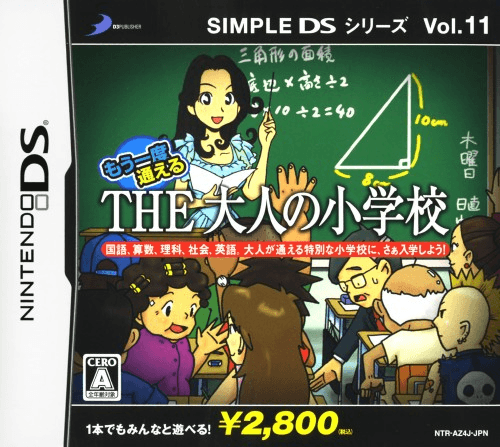 D3PUBLISHER
SIMPLE DS シリーズ Vol.11
三角形の面積
底辺×高さ÷2
10÷2=40
10cm
8cm
木曜日
日直
もう一度
通える
THE 大人の小学校
国語、算数、理科、社会、英語。大人が通える特別な小学校に、さぁ入学しよう!
NINTENDO DS
CERO
A
全年齢対象
1本でもみんなと遊べる!
¥2,800(税込)
NTR-AZ4J-JPN